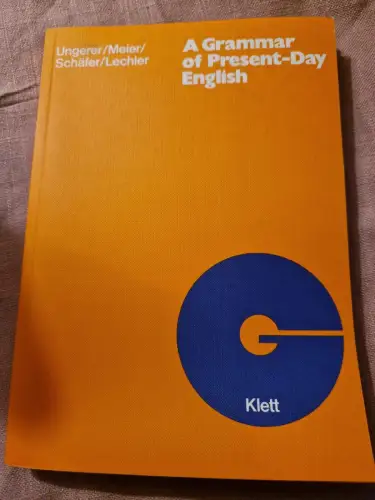 Ungerer/Meier/
Schäfer/Lechler
A Grammar
of Present-Day
English
Klett